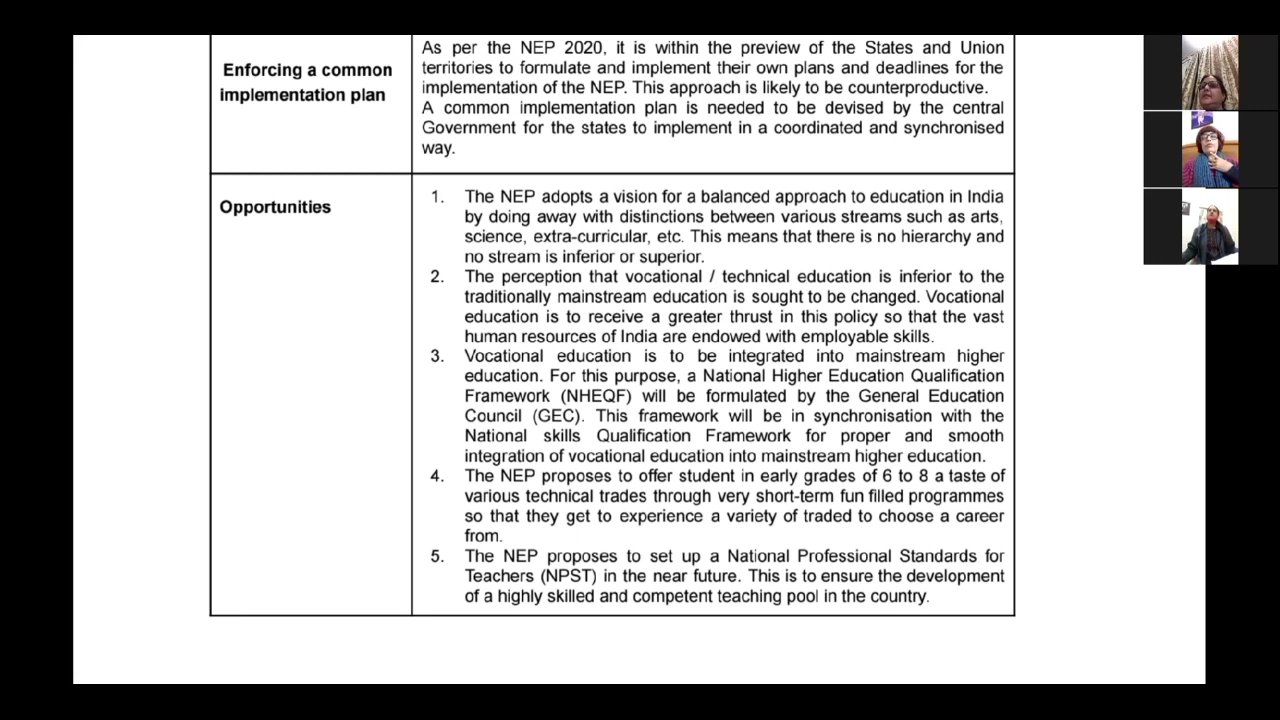 Enforcing a common
implementation plan
As per the NEP 2020, it is within the preview of the States and Union
territories to formulate and implement their own plans and deadlines for the
implementation of the NEP. This approach is likely to be counterproductive.
A common implementation plan is needed to be devised by the central
Government for the states to implement in a coordinated and synchronised
way.
Opportunities
1. The NEP adopts a vision for a balanced approach to education in India
by doing away with distinctions between various streams such as arts,
science, extra-curricular, etc. This means that there is no hierarchy and
no stream is inferior or superior.
2. The perception that vocational / technical education is inferior to the
traditionally mainstream education is sought to be changed. Vocational
education is to receive a greater thrust in this policy so that the vast
human resources of India are endowed with employable skills.
3. Vocational education is to be integrated into mainstream higher
education. For this purpose, a National Higher Education Qualification
Framework (NHEQF) will be formulated by the General Education
Council (GEC). This framework will be in synchronisation with the
National skills Qualification Framework for proper and smooth
integration of vocational education into mainstream higher education.
4. The NEP proposes to offer student in early grades of 6 to 8 a taste of
various technical trades through very short-term fun filled programmes
so that they get to experience a variety of traded to choose a career
from.
5. The NEP proposes to set up a National Professional Standards for
Teachers (NPST) in the near future. This is to ensure the development
of a highly skilled and competent teaching pool in the country.